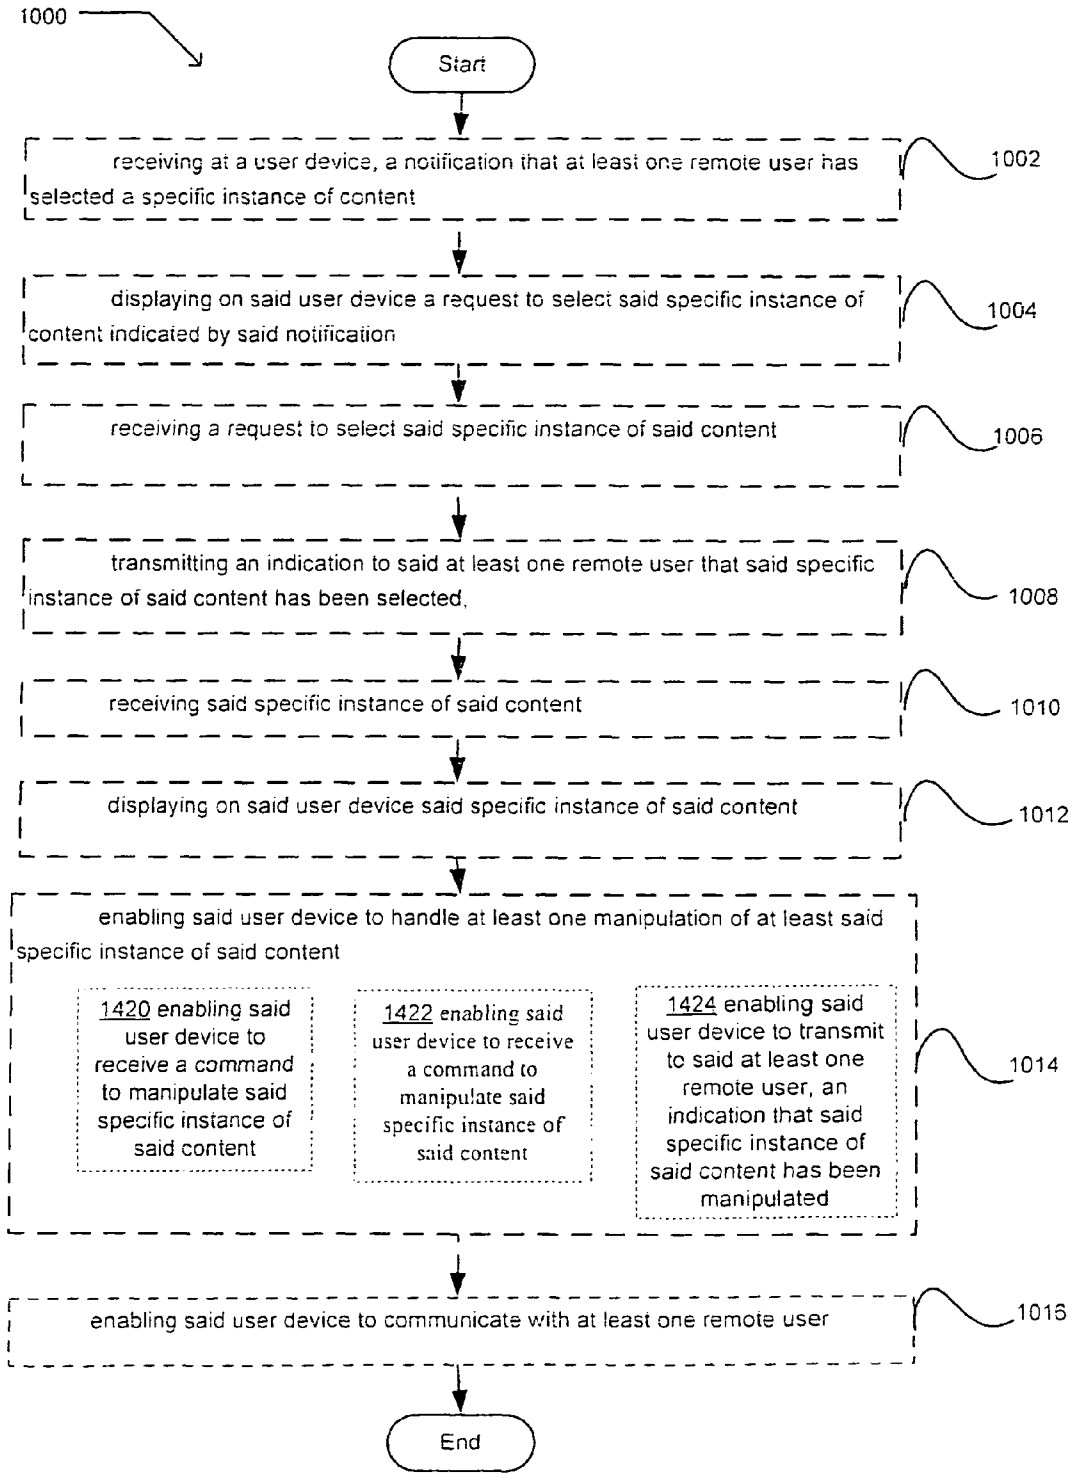 1000
Start
receiving at a user device, a notification that at least one remote user has
selected a specific instance of content
1002
displaying on said user device a request to select said specific instance of
content indicated by said notification
1004
receiving a request to select said specific instance of said content
1006
transmitting an indication to said at least one remote user that said specific
instance of said content has been selected,
1008
receiving said specific instance of said content
1010
displaying on said user device said specific instance of said content
1012
enabling said user device to handle at least one manipulation of at least said
specific instance of said content
1420 enabling said
user device to
receive a command
to manipulate said
specific instance of
said content
1422 enabling said
user device to receive
a command to
manipulate said
specific instance of
said content
1424 enabling said
user device to transmit
to said at least one
remote user, an
indication that said
specific instance of
said content has been
manipulated
1014
enabling said user device to communicate with at least one remote user
1016
End